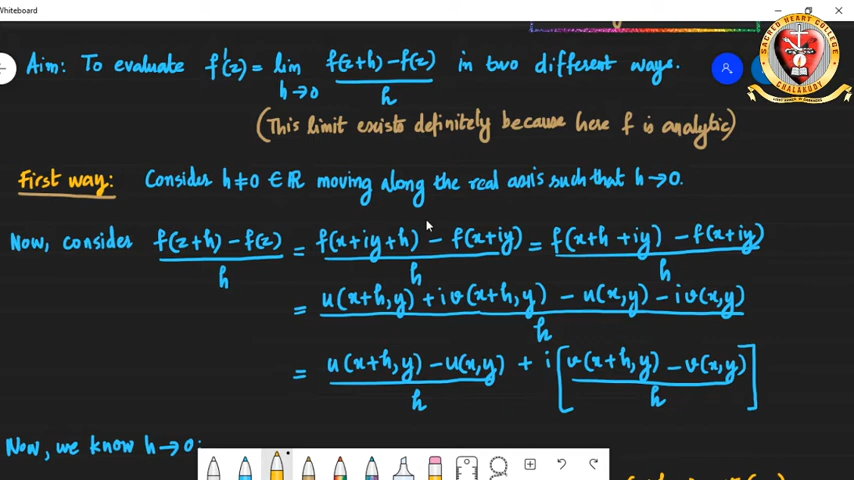 Whiteboard
Aim: To evaluate f'(z) = lim h→0 f(z+h) - f(z) / h in two different ways.
(This limit exists definitely because here f is analytic)
First way: Consider h≠0 ∈ ℝ moving along the real axis such that h→0.
Now, consider f(z+h) - f(z) / h = f(x+iy+h) - f(x+iy) / h = f(x+h+iy) - f(x+iy) / h
= u(x+h,y) + iv(x+h,y) - u(x,y) - iv(x,y) / h
= u(x+h,y) - u(x,y) / h + i[v(x+h,y) - v(x,y) / h]
Now, we know h→0:
SACRED HEART COLLEGE
CHALAKUDY